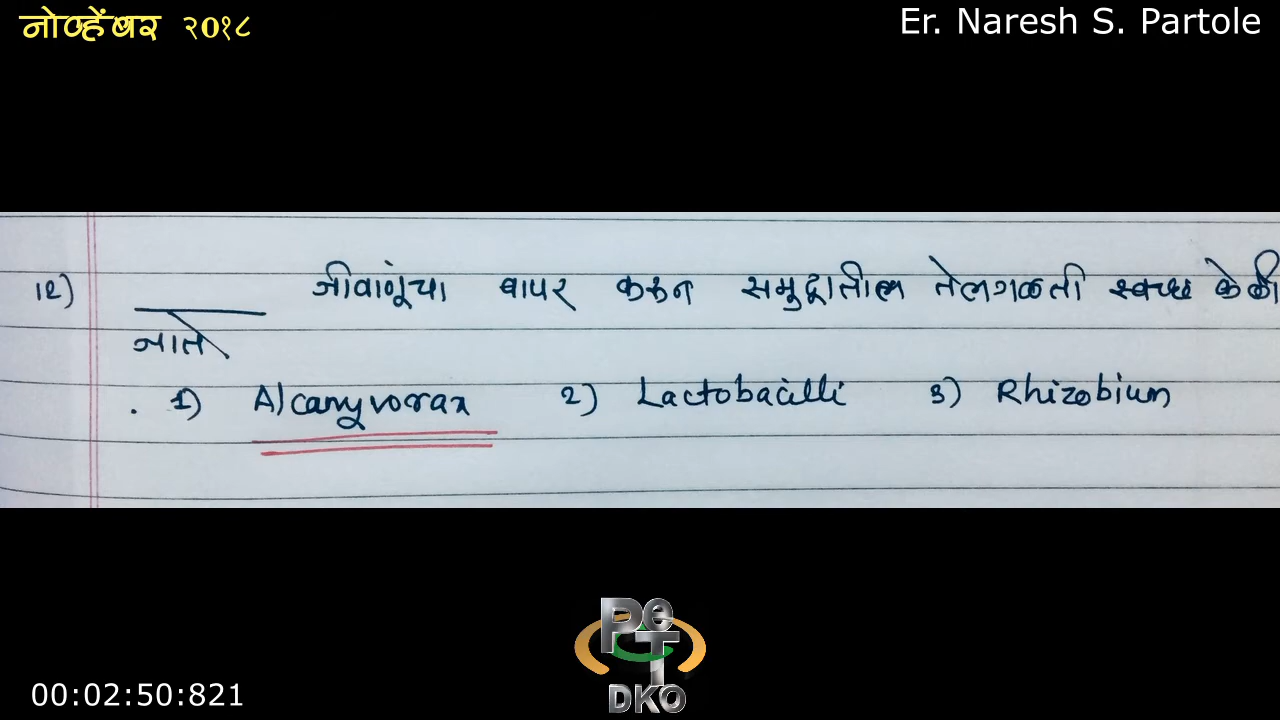 नोव्हेंबर २०१८
Er. Naresh S. Partole
१२) ______ जीवाणूंचा वापर करून समुद्रातील तेलगळती स्वच्छ केली
जाते
1) Alcanyvorax 2) Lactobacilli 3) Rhizobium
PeT
DKO
00:02:50:821